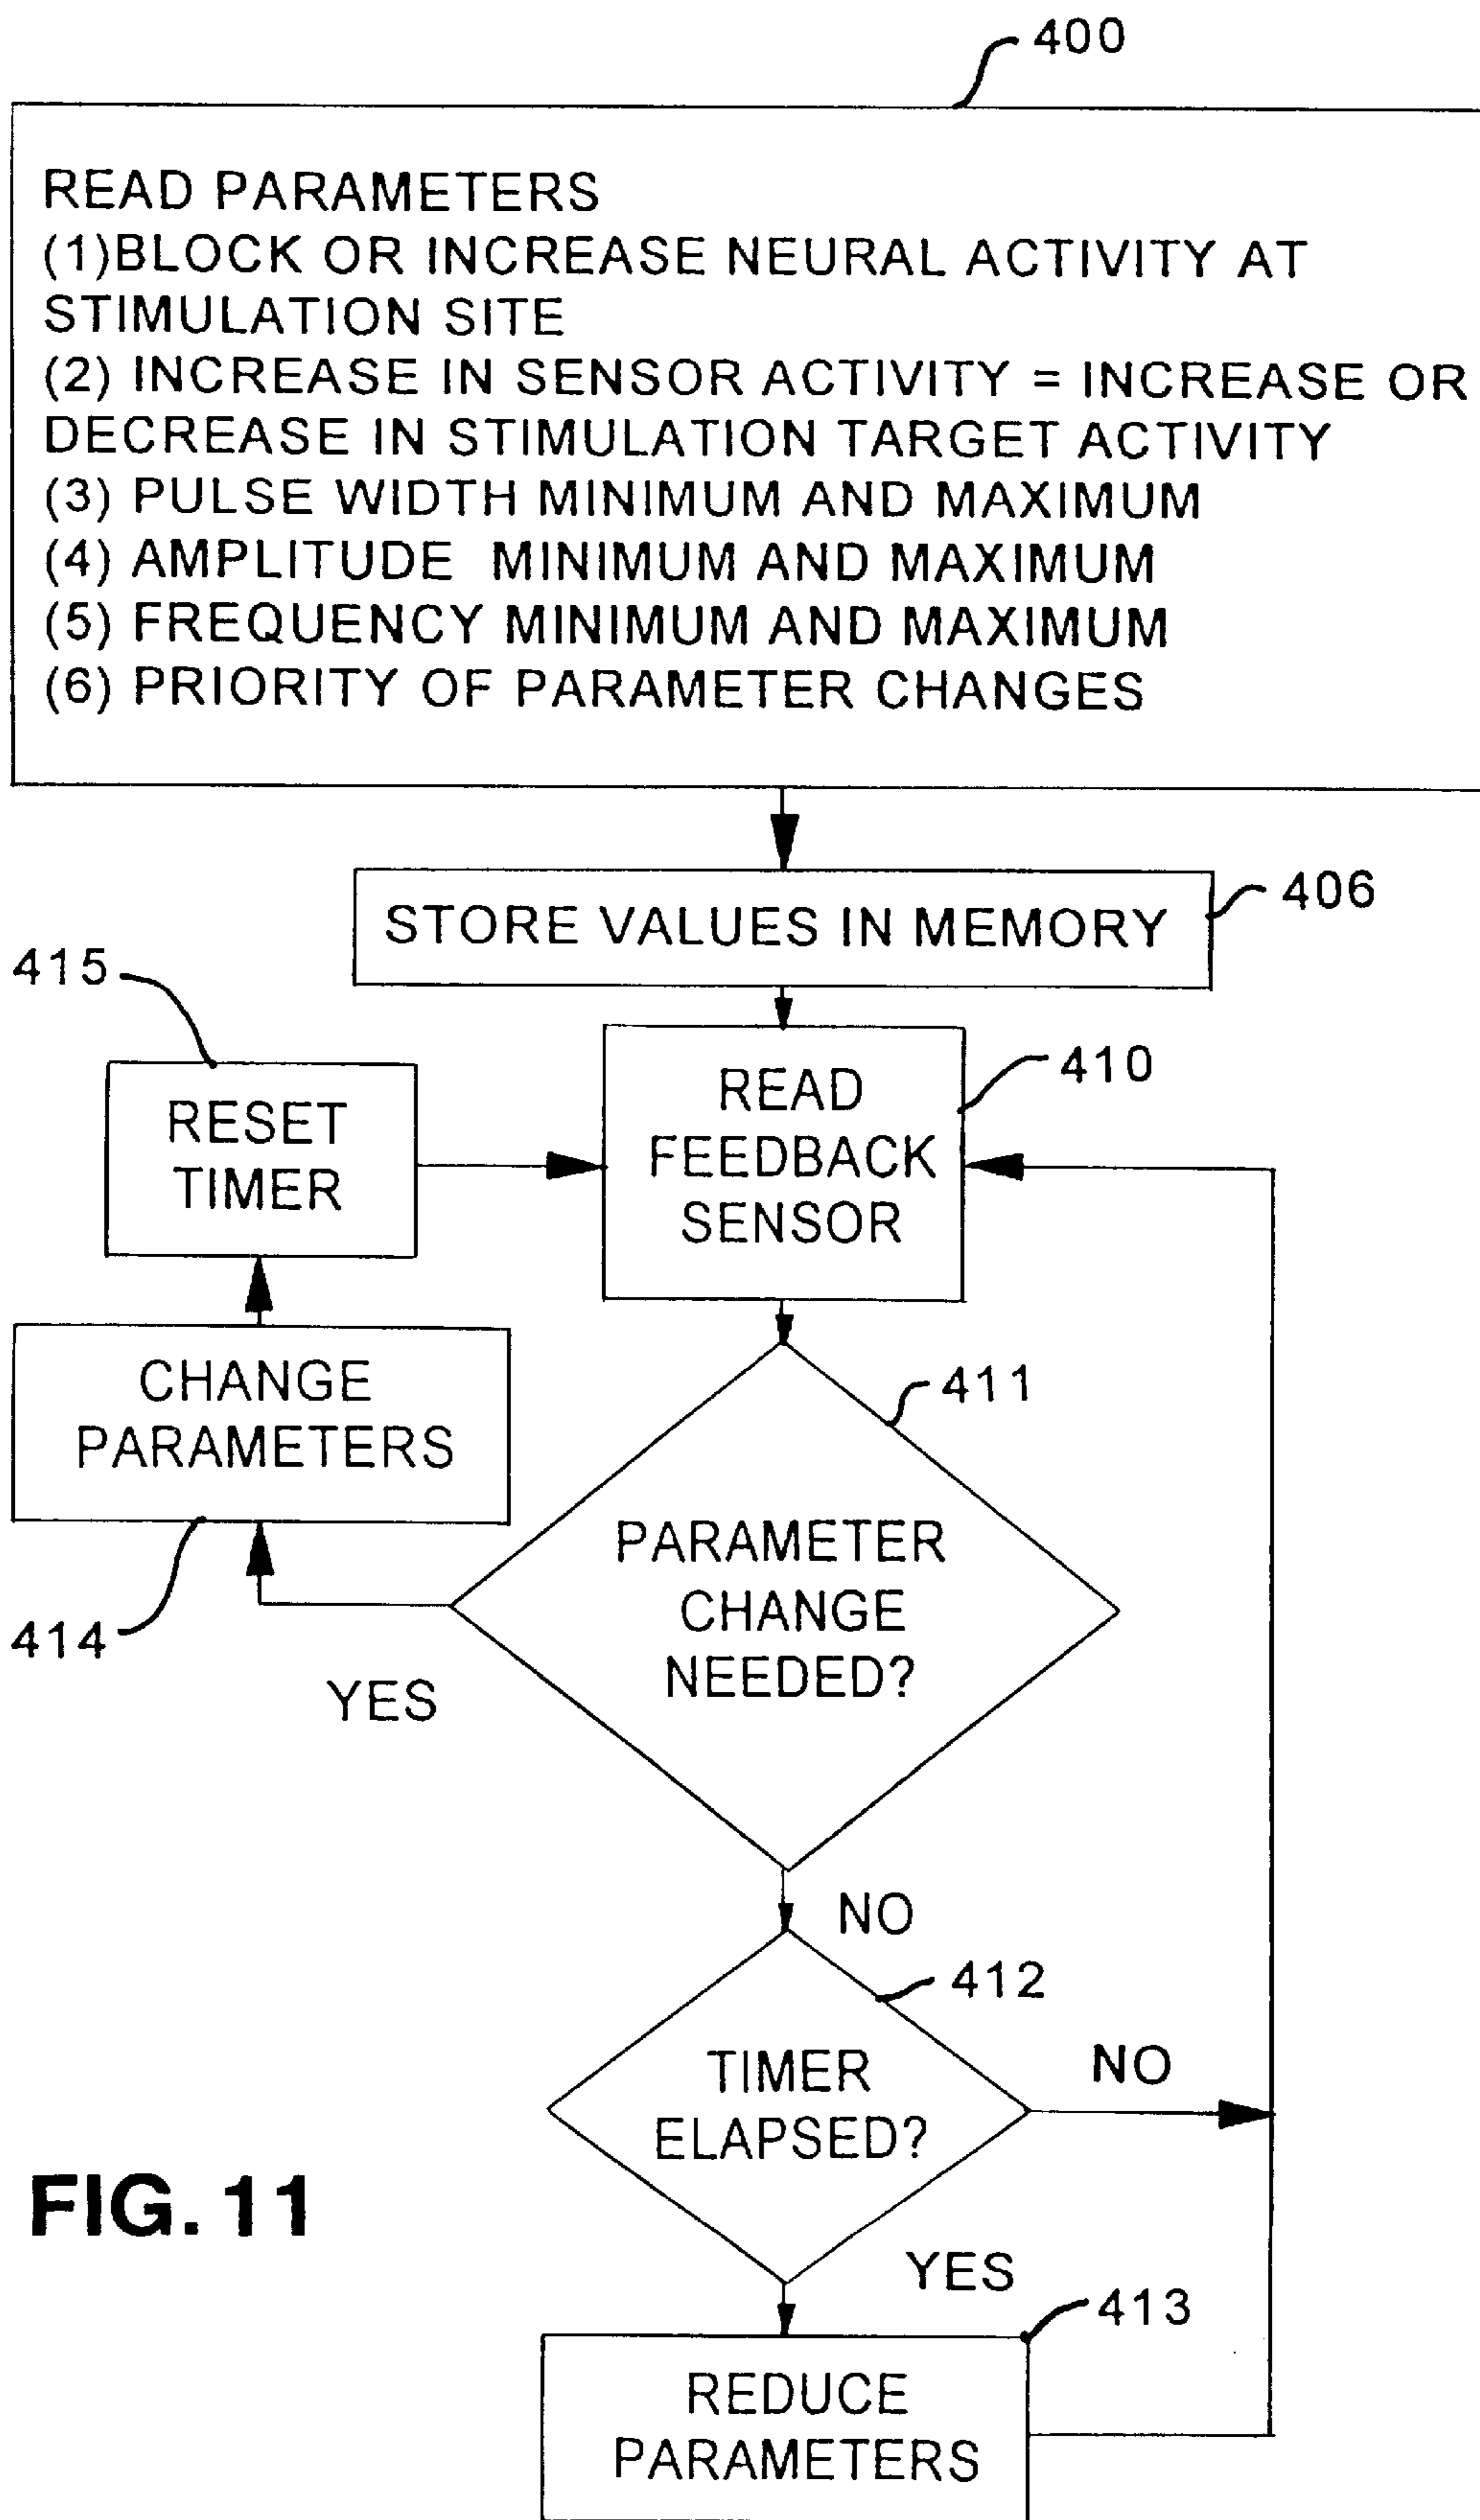 400
READ PARAMETERS
(1)BLOCK OR INCREASE NEURAL ACTIVITY AT
STIMULATION SITE
(2) INCREASE IN SENSOR ACTIVITY = INCREASE OR
DECREASE IN STIMULATION TARGET ACTIVITY
(3) PULSE WIDTH MINIMUM AND MAXIMUM
(4) AMPLITUDE MINIMUM AND MAXIMUM
(5) FREQUENCY MINIMUM AND MAXIMUM
(6) PRIORITY OF PARAMETER CHANGES
STORE VALUES IN MEMORY
406
415
RESET
TIMER
READ
FEEDBACK
SENSOR
410
CHANGE
PARAMETERS
414
411
PARAMETER
CHANGE
NEEDED?
YES
NO
412
TIMER
ELAPSED?
NO
FIG. 11
YES
413
REDUCE
PARAMETERS